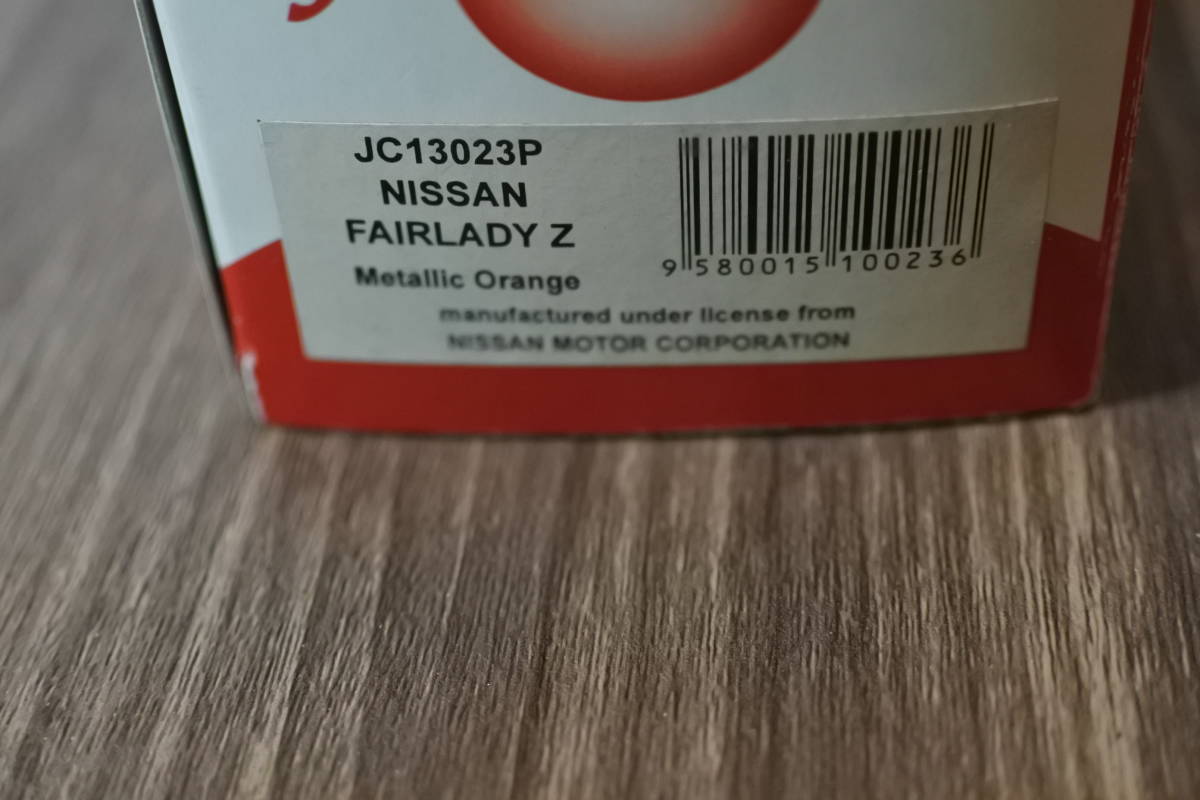 JC13023P
NISSAN
FAIRLADY Z
Metallic Orange
9 580015 100236
manufactured under license from
NISSAN MOTOR CORPORATION